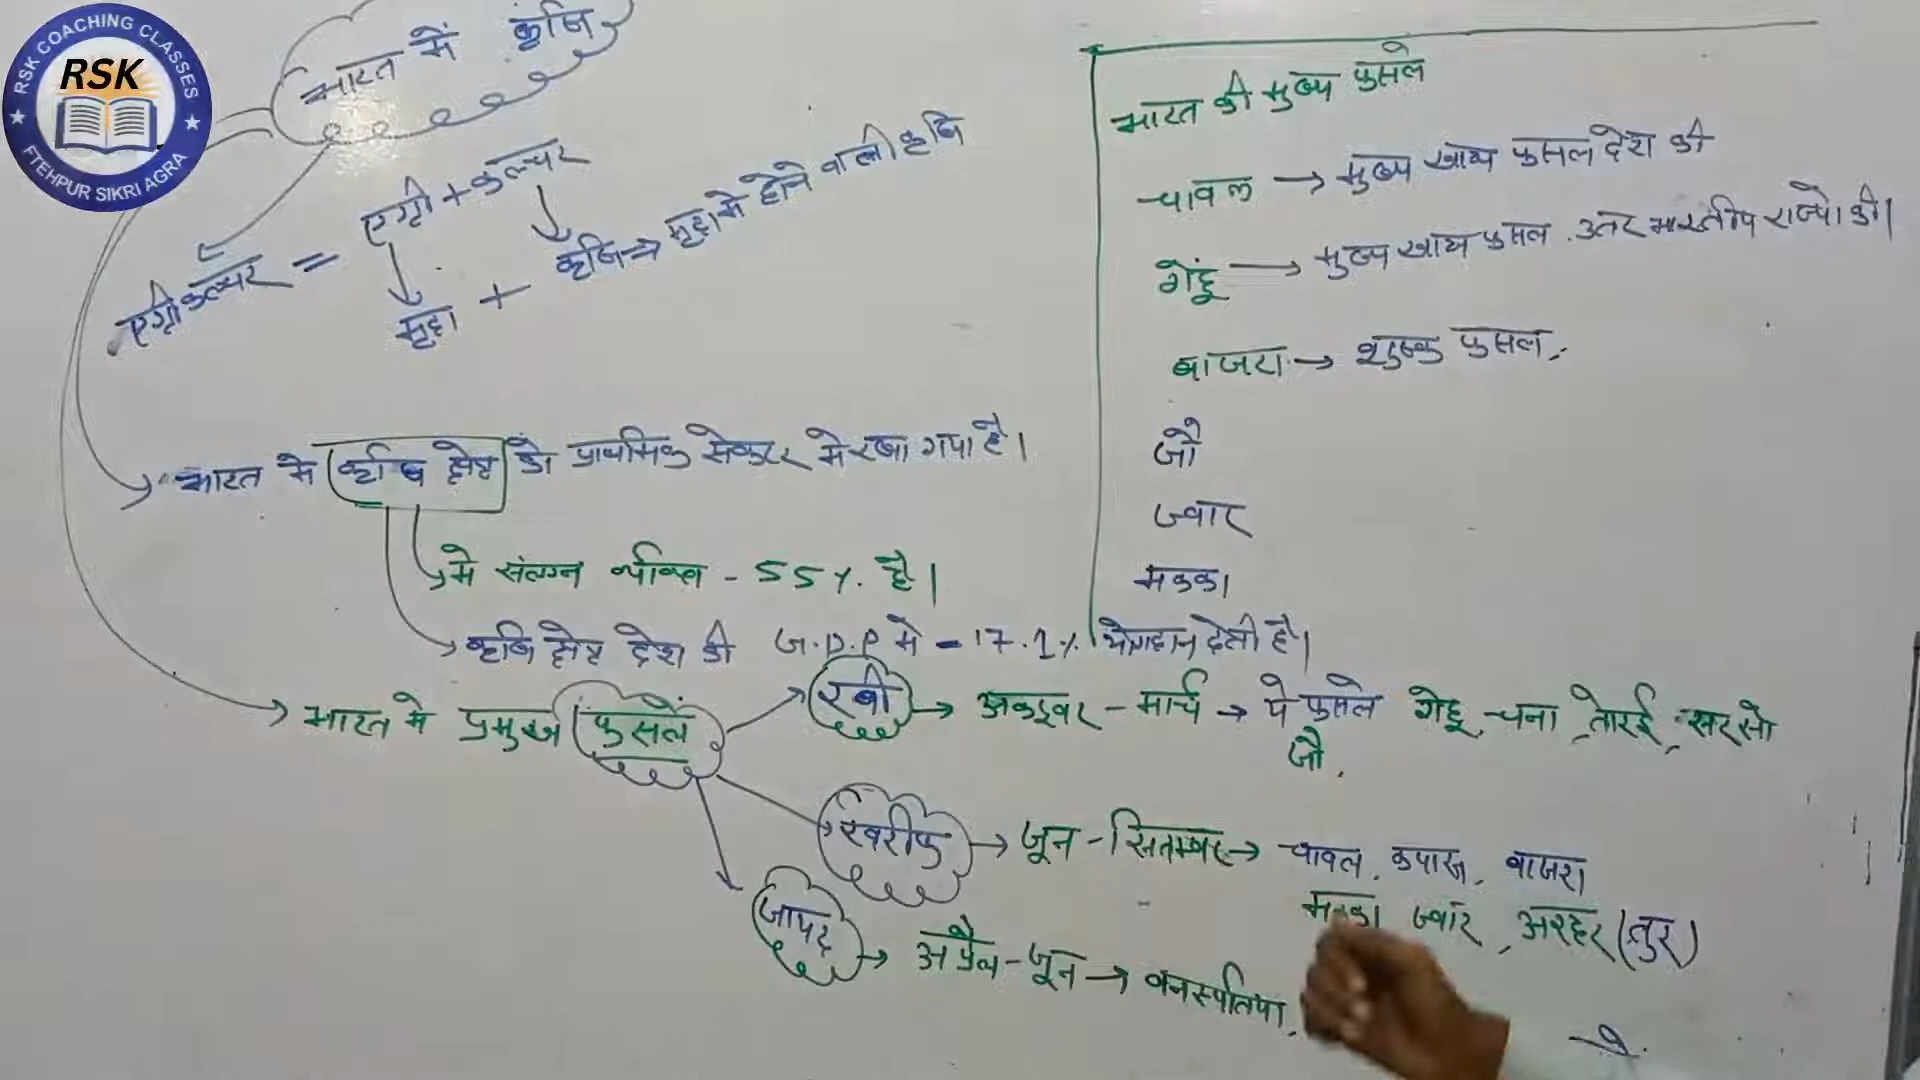 RSK COACHING CLASSES
RSK
FTEHPUR SIKRI AGRA
भारत में कृषि
एग्रीकल्चर = एग्री + कल्चर
मृदा + कृषि → मृदा मे होने वाली कृषि
भारत मे कृषि क्षेत्र को प्राथमिक सेक्टर मे रखा गया है।
मे संलग्न व्यक्ति - 55%. है।
कृषि क्षेत्र देश की G.D.P मे - 17.1%. योगदान देती है।
भारत मे प्रमुख फसलें
रबी → अक्टूबर - मार्च → ये फसले गेहू, चना, तोरई, सरसो
जौ,
खरीफ → जून - सितम्बर → चावल, कपास, बाजरा
मक्का ज्वार, अरहर (तुर)
जायद → अप्रैल - जून → वनस्पतिया,
भारत की मुख्य फसले
चावल → मुख्य खाद्य फसल देश की
गेहूं → मुख्य खाद्य फसल उत्तर भारतीय राज्यो की।
बाजरा → शुष्क फसल,
जौ
ज्वार
मक्का